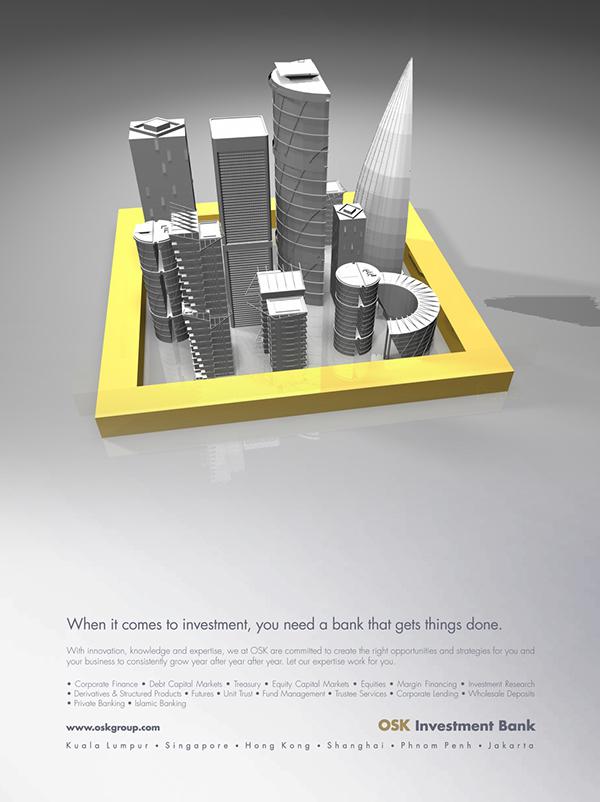 When it comes to investment, you need a bank that gets things done.
With innovation, knowledge and expertise, we at OSK are committed to create the right opportunities and strategies for you and
your business to consistently grow year after year after year. Let our expertise work for you.
• Corporate Finance • Debt Capital Markets • Treasury • Equity Capital Markets • Equities • Margin Financing • Investment Research
• Derivatives & Structured Products • Futures • Unit Trust • Fund Management • Trustee Services • Corporate Lending • Wholesale Deposits
• Private Banking • Islamic Banking
www.oskgroup.com OSK Investment Bank
Kuala Lumpur • Singapore • Hong Kong • Shanghai • Phnom Penh • Jakarta